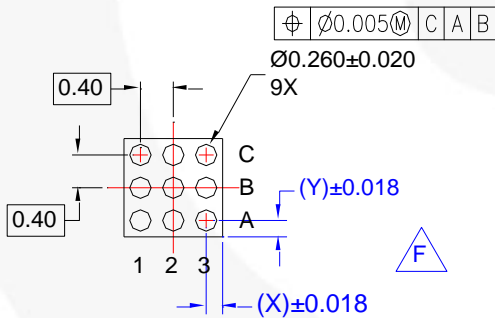 ⌖ Ø0.005Ⓜ C A B
Ø0.260±0.020
9X
0.40
C
B
A
(Y)±0.018
0.40
F
1 2 3
(X)±0.018